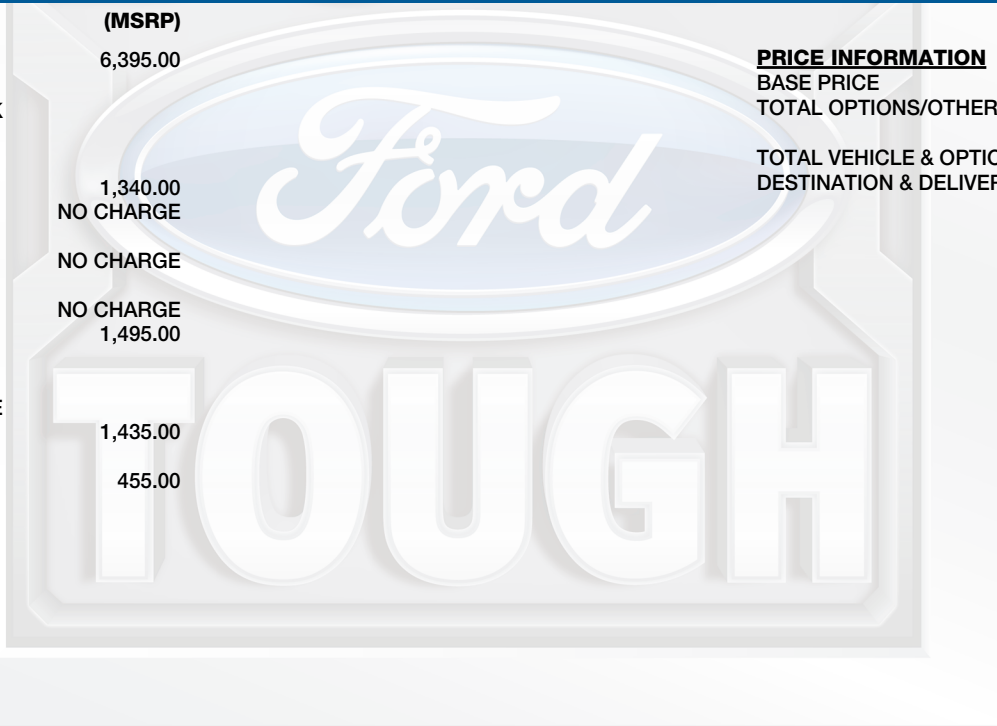 (MSRP)
6,395.00
1,340.00
NO CHARGE
NO CHARGE
NO CHARGE
1,495.00
1,435.00
455.00
PRICE INFORMATION
BASE PRICE
TOTAL OPTIONS/OTHER
TOTAL VEHICLE & OPTIO
DESTINATION & DELIVER
Ford
TOUGH